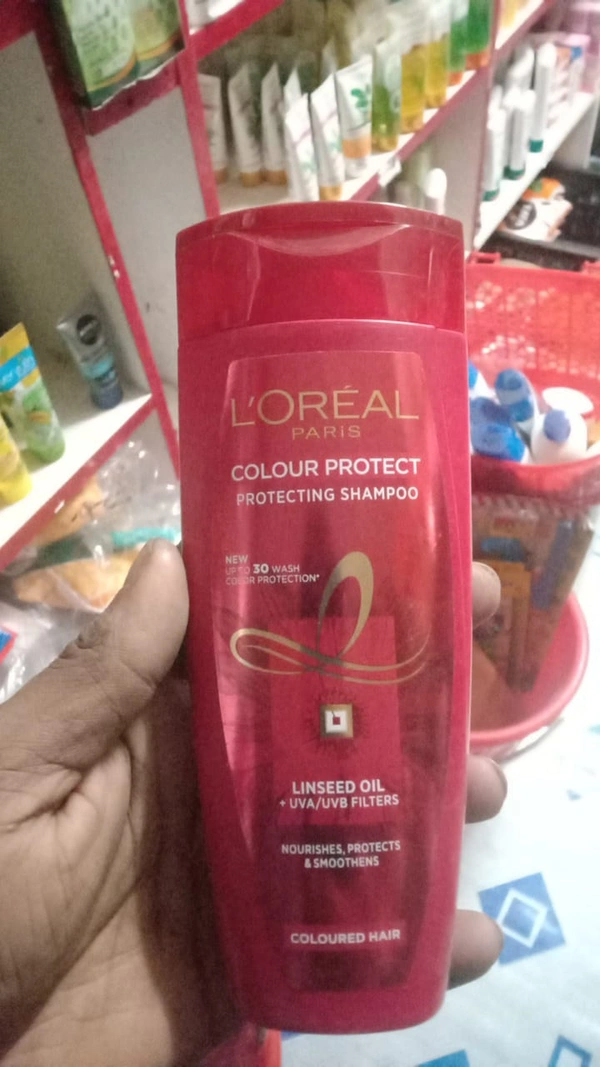 L'ORÉAL
PARIS
COLOUR PROTECT
PROTECTING SHAMPOO
NEW
UP TO 30 WASH
COLOR PROTECTION*
LINSEED OIL
+ UVA/UVB FILTERS
NOURISHES, PROTECTS
& SMOOTHENS
COLOURED HAIR